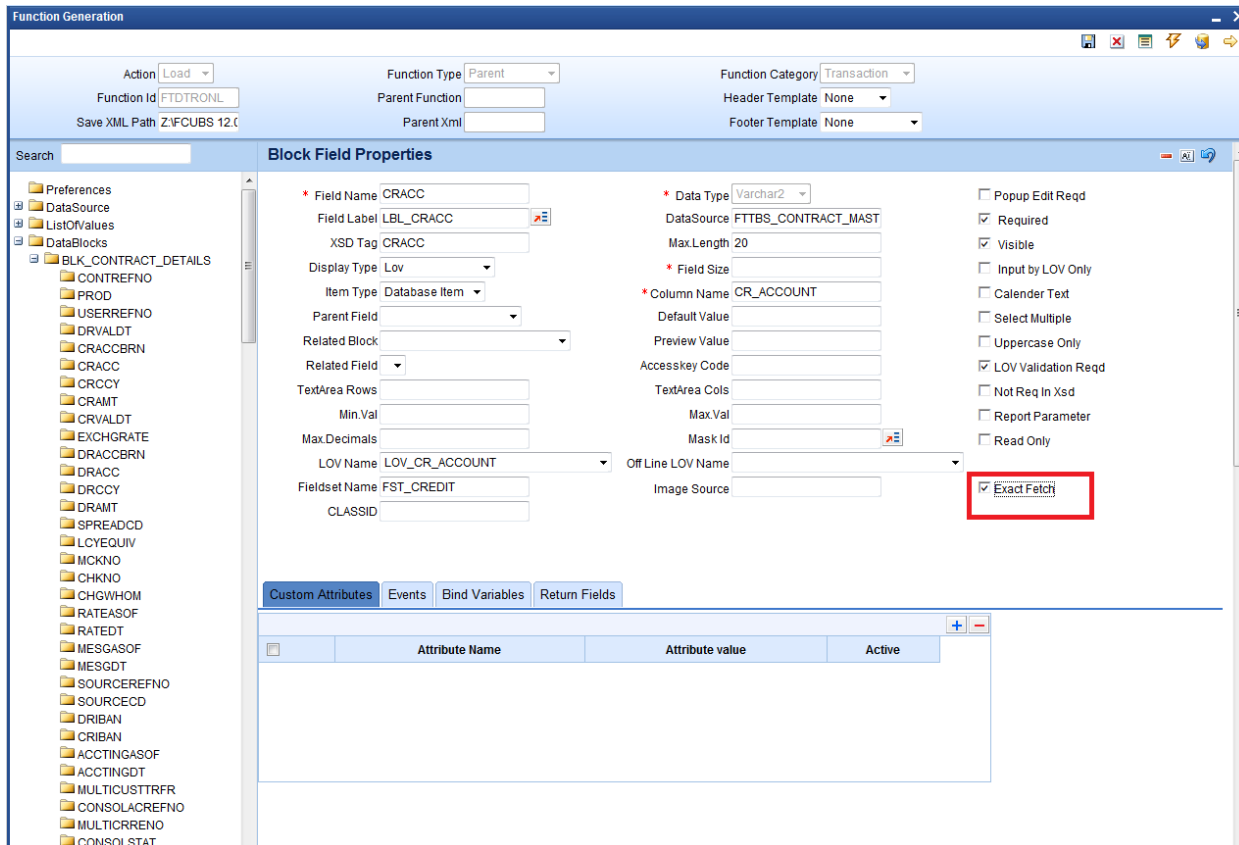 Function Generation
Action Load Function Type Parent Function Category Transaction
Function Id FTDTRONL Parent Function Header Template None
Save XML Path Z:\FCUBS 12.0 Parent Xml Footer Template None
Search Block Field Properties
Preferences
DataSource
ListOfValues
DataBlocks
BLK_CONTRACT_DETAILS
CONTREFNO
PROD
USERREFNO
DRVALDT
CRACCBRN
CRACC
CRCCY
CRAMT
CRVALDT
EXCHGRATE
DRACCBRN
DRACC
DRCCY
DRAMT
SPREADCD
LCYEQUIV
MCKNO
CHKNO
CHGWHOM
RATEASOF
RATEDT
MESGASOF
MESGDT
SOURCEREFNO
SOURCECD
DRIBAN
CRIBAN
ACCTINGASOF
ACCTINGDT
MULTICUSTTRFR
CONSOLACREFNO
MULTICRRENO
CONSOLSTAT
* Field Name CRACC * Data Type Varchar2 Popup Edit Reqd
Field Label LBL_CRACC DataSource FTTBS_CONTRACT_MAST Required
XSD Tag CRACC Max.Length 20 Visible
Display Type Lov * Field Size Input by LOV Only
Item Type Database Item * Column Name CR_ACCOUNT Calender Text
Parent Field Default Value Select Multiple
Related Block Preview Value Uppercase Only
Related Field Accesskey Code LOV Validation Reqd
TextArea Rows TextArea Cols Not Req In Xsd
Min.Val Max.Val Report Parameter
Max.Decimals Mask Id Read Only
LOV Name LOV_CR_ACCOUNT Off Line LOV Name
Fieldset Name FST_CREDIT Image Source Exact Fetch
CLASSID
Custom Attributes Events Bind Variables Return Fields
Attribute Name Attribute value Active